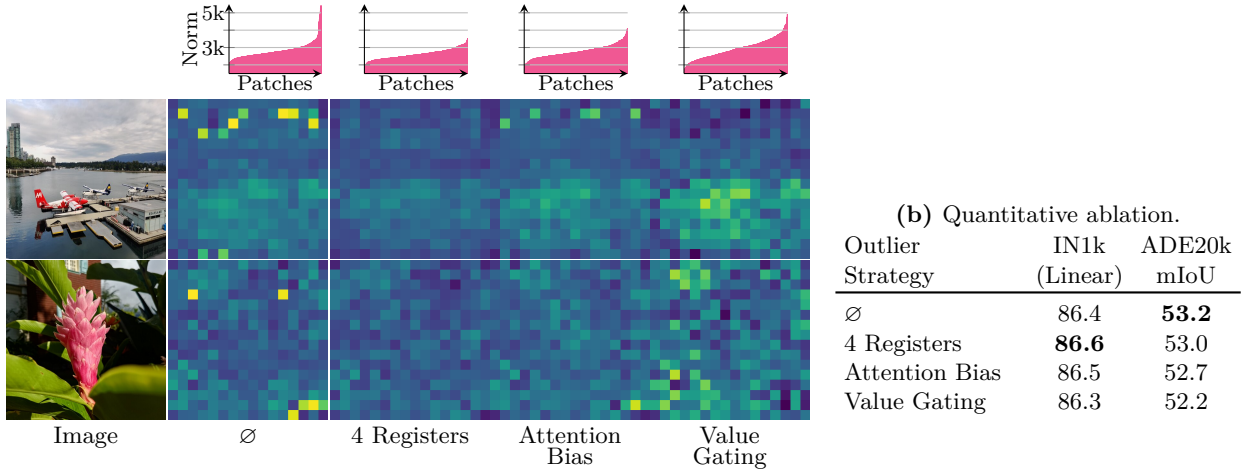 Norm
5k
3k
Patches
Patches
Patches
Patches
Image
∅
4 Registers
Attention
Bias
Value
Gating
(b) Quantitative ablation.
Outlier IN1k ADE20k
Strategy (Linear) mIoU
∅ 86.4 53.2
4 Registers 86.6 53.0
Attention Bias 86.5 52.7
Value Gating 86.3 52.2